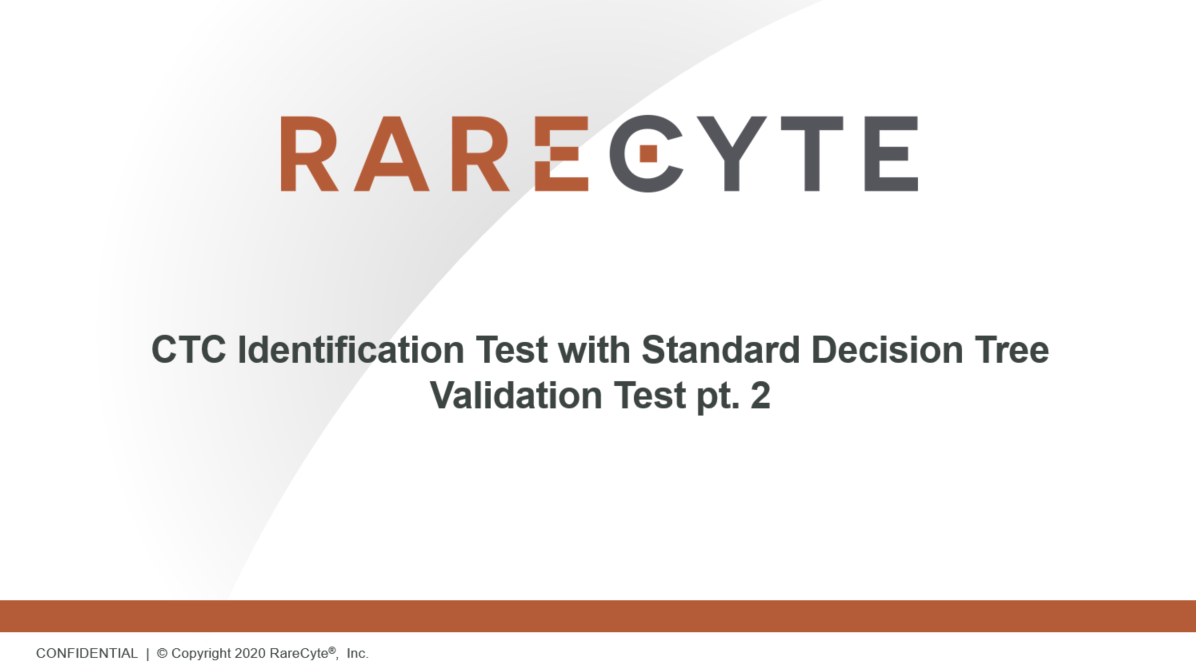 RARECYTE
CTC Identification Test with Standard Decision Tree
Validation Test pt. 2
CONFIDENTIAL | © Copyright 2020 RareCyte®, Inc.